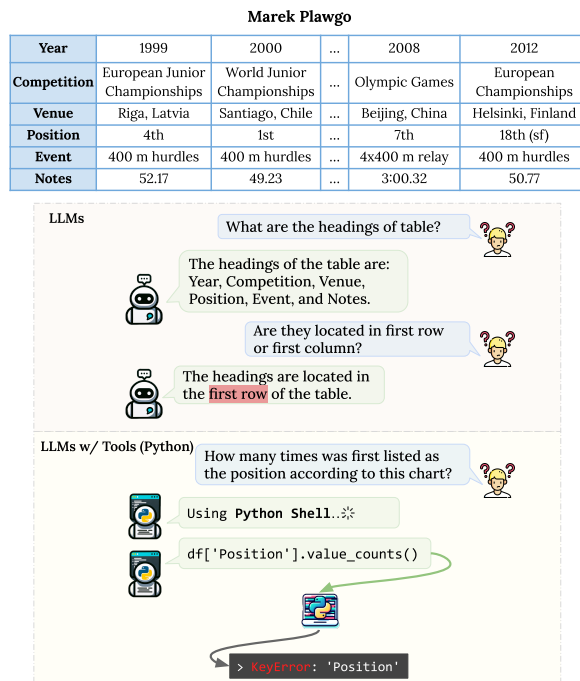 Marek Plawgo
Year 1999 2000 ... 2008 2012
Competition European Junior Championships World Junior Championships ... Olympic Games European Championships
Venue Riga, Latvia Santiago, Chile ... Beijing, China Helsinki, Finland
Position 4th 1st ... 7th 18th (sf)
Event 400 m hurdles 400 m hurdles ... 4x400 m relay 400 m hurdles
Notes 52.17 49.23 ... 3:00.32 50.77
LLMs
What are the headings of table?
The headings of the table are:
Year, Competition, Venue,
Position, Event, and Notes.
Are they located in first row
or first column?
The headings are located in
the first row of the table.
LLMs w/ Tools (Python)
How many times was first listed as
the position according to this chart?
Using Python Shell..
df['Position'].value_counts()
> KeyError: 'Position'